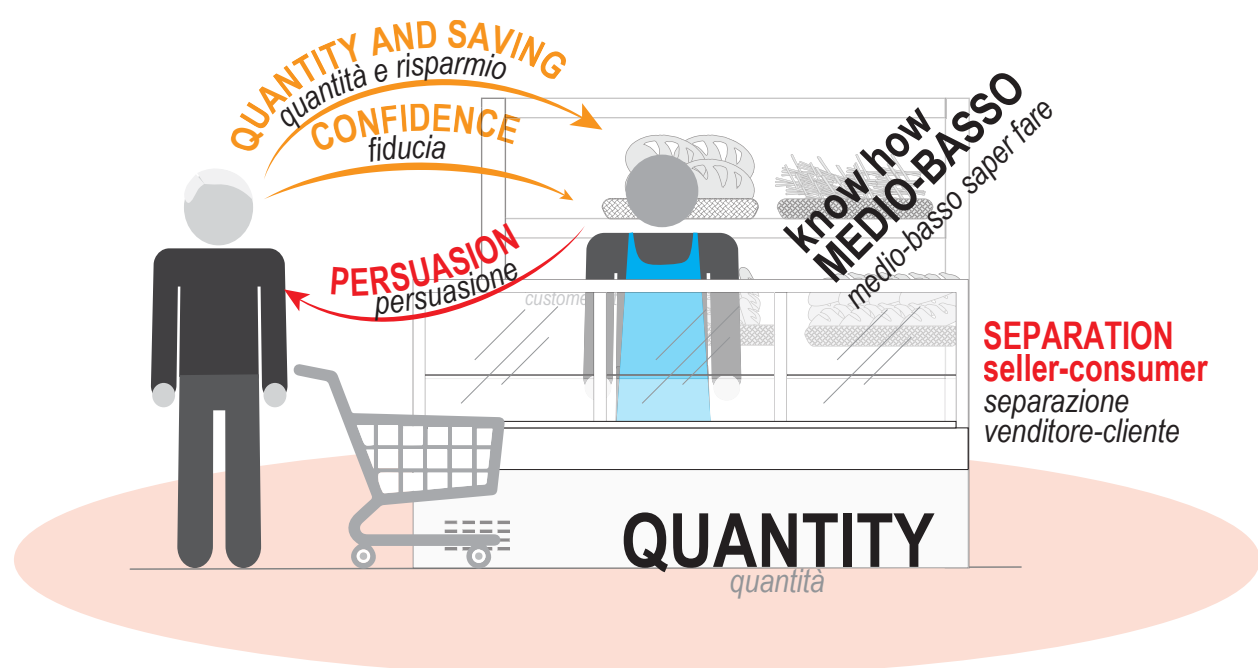 QUANTITY AND SAVING
quantità e risparmio
CONFIDENCE
fiducia
know how
MEDIO-BASSO
medio-basso saper fare
PERSUASION
persuasione
custome
SEPARATION
seller-consumer
separazione
venditore-cliente
QUANTITY
quantità